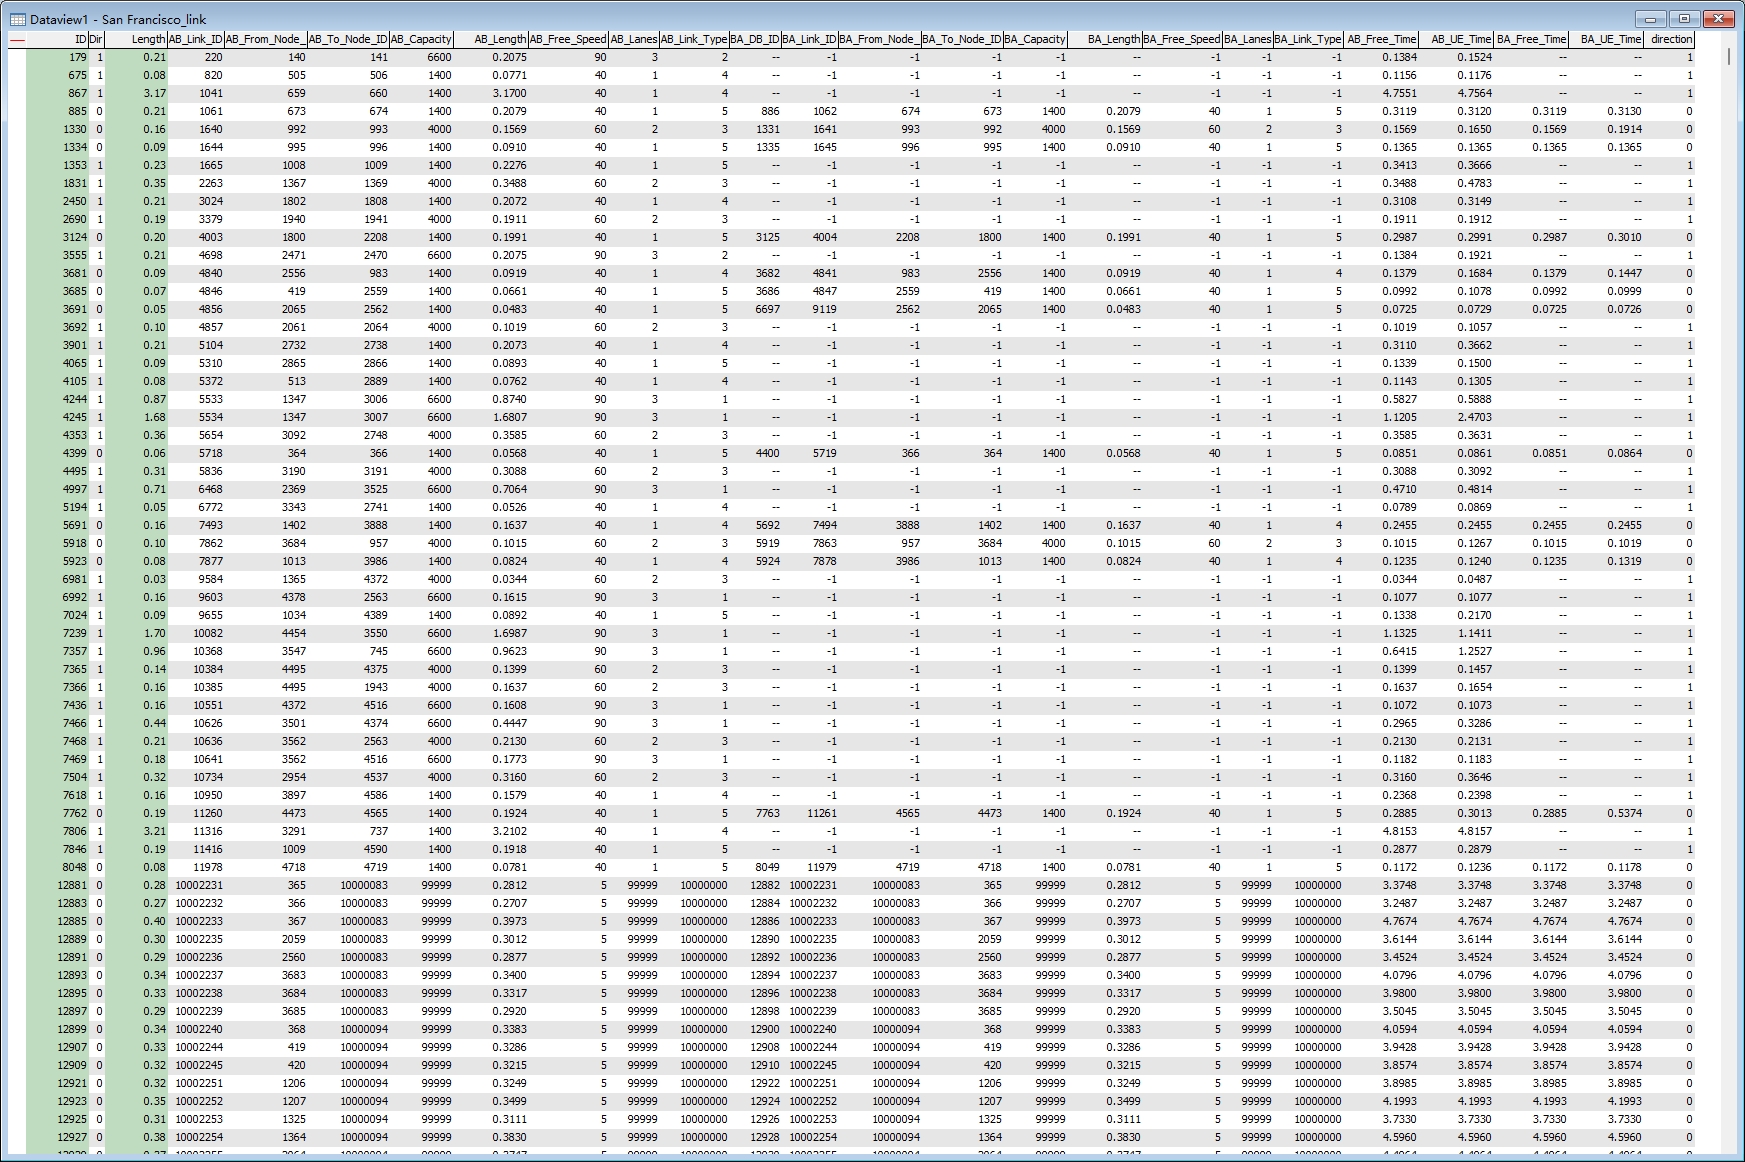 Dataview1 - San Francisco_link
ID Dir Length AB_Link_ID AB_From_Node_ AB_To_Node_ID AB_Capacity AB_Length AB_Free_Speed AB_Lanes AB_Link_Type BA_DB_ID BA_Link_ID BA_From_Node_ BA_To_Node_ID BA_Capacity BA_Length BA_Free_Speed BA_Lanes BA_Link_Type AB_Free_Time AB_UE_Time BA_Free_Time BA_UE_Time direction
179 1 0.21 220 140 141 6600 0.2075 90 3 2 -- -1 -1 -1 -1 -- -1 -1 -1 0.1384 0.1524 -- -- 1
675 1 0.08 820 505 506 1400 0.0771 40 1 4 -- -1 -1 -1 -1 -- -1 -1 -1 0.1156 0.1176 -- -- 1
867 1 3.17 1041 659 660 1400 3.1700 40 1 4 -- -1 -1 -1 -1 -- -1 -1 -1 4.7551 4.7564 -- -- 1
885 0 0.21 1061 673 674 1400 0.2079 40 1 5 886 1062 674 673 1400 0.2079 40 1 5 0.3119 0.3120 0.3119 0.3130 0
1330 0 0.16 1640 992 993 4000 0.1569 60 2 3 1331 1641 993 992 4000 0.1569 60 2 3 0.1569 0.1650 0.1569 0.1914 0
1334 0 0.09 1644 995 996 1400 0.0910 40 1 5 1335 1645 996 995 1400 0.0910 40 1 5 0.1365 0.1365 0.1365 0.1365 0
1353 1 0.23 1665 1008 1009 1400 0.2276 40 1 5 -- -1 -1 -1 -1 -- -1 -1 -1 0.3413 0.3666 -- -- 1
1831 1 0.35 2263 1367 1369 4000 0.3488 60 2 3 -- -1 -1 -1 -1 -- -1 -1 -1 0.3488 0.4783 -- -- 1
2450 1 0.21 3024 1802 1808 1400 0.2072 40 1 4 -- -1 -1 -1 -1 -- -1 -1 -1 0.3108 0.3149 -- -- 1
2690 1 0.19 3379 1940 1941 4000 0.1911 60 2 3 -- -1 -1 -1 -1 -- -1 -1 -1 0.1911 0.1912 -- -- 1
3124 0 0.20 4003 1800 2208 1400 0.1991 40 1 5 3125 4004 2208 1800 1400 0.1991 40 1 5 0.2987 0.2991 0.2987 0.3010 0
3555 1 0.21 4698 2471 2470 6600 0.2075 90 3 2 -- -1 -1 -1 -1 -- -1 -1 -1 0.1384 0.1921 -- -- 1
3681 0 0.09 4840 2556 983 1400 0.0919 40 1 4 3682 4841 983 2556 1400 0.0919 40 1 4 0.1379 0.1684 0.1379 0.1447 0
3685 0 0.07 4846 419 2559 1400 0.0661 40 1 5 3686 4847 2559 419 1400 0.0661 40 1 5 0.0992 0.1078 0.0992 0.0999 0
3691 0 0.05 4856 2065 2562 1400 0.0483 40 1 5 6697 9119 2562 2065 1400 0.0483 40 1 5 0.0725 0.0729 0.0725 0.0726 0
3692 1 0.10 4857 2061 2064 4000 0.1019 60 2 3 -- -1 -1 -1 -1 -- -1 -1 -1 0.1019 0.1057 -- -- 1
3901 1 0.21 5104 2732 2738 1400 0.2073 40 1 4 -- -1 -1 -1 -1 -- -1 -1 -1 0.3110 0.3662 -- -- 1
4065 1 0.09 5310 2865 2866 1400 0.0893 40 1 5 -- -1 -1 -1 -1 -- -1 -1 -1 0.1339 0.1500 -- -- 1
4105 1 0.08 5372 513 2889 1400 0.0762 40 1 4 -- -1 -1 -1 -1 -- -1 -1 -1 0.1143 0.1305 -- -- 1
4244 1 0.87 5533 1347 3006 6600 0.8740 90 3 1 -- -1 -1 -1 -1 -- -1 -1 -1 0.5827 0.5888 -- -- 1
4245 1 1.68 5534 1347 3007 6600 1.6807 90 3 1 -- -1 -1 -1 -1 -- -1 -1 -1 1.1205 2.4703 -- -- 1
4353 1 0.36 5654 3092 2748 4000 0.3585 60 2 3 -- -1 -1 -1 -1 -- -1 -1 -1 0.3585 0.3631 -- -- 1
4399 0 0.06 5718 364 366 1400 0.0568 40 1 5 4400 5719 366 364 1400 0.0568 40 1 5 0.0851 0.0861 0.0851 0.0864 0
4495 1 0.31 5836 3190 3191 4000 0.3088 60 2 3 -- -1 -1 -1 -1 -- -1 -1 -1 0.3088 0.3092 -- -- 1
4997 1 0.71 6468 2369 3525 6600 0.7064 90 3 1 -- -1 -1 -1 -1 -- -1 -1 -1 0.4710 0.4814 -- -- 1
5194 1 0.05 6772 3343 2741 1400 0.0526 40 1 4 -- -1 -1 -1 -1 -- -1 -1 -1 0.0789 0.0869 -- -- 1
5691 0 0.16 7493 1402 3888 1400 0.1637 40 1 4 5692 7494 3888 1402 1400 0.1637 40 1 4 0.2455 0.2455 0.2455 0.2455 0
5918 0 0.10 7862 3684 957 4000 0.1015 60 2 3 5919 7863 957 3684 4000 0.1015 60 2 3 0.1015 0.1267 0.1015 0.1019 0
5923 0 0.08 7877 1013 3986 1400 0.0824 40 1 4 5924 7878 3986 1013 1400 0.0824 40 1 4 0.1235 0.1240 0.1235 0.1319 0
6981 1 0.03 9584 1365 4372 4000 0.0344 60 2 3 -- -1 -1 -1 -1 -- -1 -1 -1 0.0344 0.0487 -- -- 1
6992 1 0.16 9603 4378 2563 6600 0.1615 90 3 1 -- -1 -1 -1 -1 -- -1 -1 -1 0.1077 0.1077 -- -- 1
7024 1 0.09 9655 1034 4389 1400 0.0892 40 1 5 -- -1 -1 -1 -1 -- -1 -1 -1 0.1338 0.2170 -- -- 1
7239 1 1.70 10082 4454 3550 6600 1.6987 90 3 1 -- -1 -1 -1 -1 -- -1 -1 -1 1.1325 1.1411 -- -- 1
7357 1 0.96 10368 3547 745 6600 0.9623 90 3 1 -- -1 -1 -1 -1 -- -1 -1 -1 0.6415 1.2527 -- -- 1
7365 1 0.14 10384 4495 4375 4000 0.1399 60 2 3 -- -1 -1 -1 -1 -- -1 -1 -1 0.1399 0.1457 -- -- 1
7366 1 0.16 10385 4495 1943 4000 0.1637 60 2 3 -- -1 -1 -1 -1 -- -1 -1 -1 0.1637 0.1654 -- -- 1
7436 1 0.16 10551 4372 4516 6600 0.1608 90 3 1 -- -1 -1 -1 -1 -- -1 -1 -1 0.1072 0.1073 -- -- 1
7466 1 0.44 10626 3501 4374 6600 0.4447 90 3 1 -- -1 -1 -1 -1 -- -1 -1 -1 0.2965 0.3286 -- -- 1
7468 1 0.21 10636 3562 2563 4000 0.2130 60 2 3 -- -1 -1 -1 -1 -- -1 -1 -1 0.2130 0.2131 -- -- 1
7469 1 0.18 10641 3562 4516 6600 0.1773 90 3 1 -- -1 -1 -1 -1 -- -1 -1 -1 0.1182 0.1183 -- -- 1
7504 1 0.32 10734 2954 4537 4000 0.3160 60 2 3 -- -1 -1 -1 -1 -- -1 -1 -1 0.3160 0.3646 -- -- 1
7618 1 0.16 10950 3897 4586 1400 0.1579 40 1 4 -- -1 -1 -1 -1 -- -1 -1 -1 0.2368 0.2398 -- -- 1
7762 0 0.19 11260 4473 4565 1400 0.1924 40 1 5 7763 11261 4565 4473 1400 0.1924 40 1 5 0.2885 0.3013 0.2885 0.5374 0
7806 1 3.21 11316 3291 737 1400 3.2102 40 1 4 -- -1 -1 -1 -1 -- -1 -1 -1 4.8153 4.8157 -- -- 1
7846 1 0.19 11416 1009 4590 1400 0.1918 40 1 5 -- -1 -1 -1 -1 -- -1 -1 -1 0.2877 0.2879 -- -- 1
8048 0 0.08 11978 4718 4719 1400 0.0781 40 1 5 8049 11979 4719 4718 1400 0.0781 40 1 5 0.1172 0.1236 0.1172 0.1178 0
12881 0 0.28 10002231 365 10000083 99999 0.2812 5 99999 10000000 12882 10002231 10000083 365 99999 0.2812 5 99999 10000000 3.3748 3.3748 3.3748 3.3748 0
12883 0 0.27 10002232 366 10000083 99999 0.2707 5 99999 10000000 12884 10002232 10000083 366 99999 0.2707 5 99999 10000000 3.2487 3.2487 3.2487 3.2487 0
12885 0 0.40 10002233 367 10000083 99999 0.3973 5 99999 10000000 12886 10002233 10000083 367 99999 0.3973 5 99999 10000000 4.7674 4.7674 4.7674 4.7674 0
12889 0 0.30 10002235 2059 10000083 99999 0.3012 5 99999 10000000 12890 10002235 10000083 2059 99999 0.3012 5 99999 10000000 3.6144 3.6144 3.6144 3.6144 0
12891 0 0.29 10002236 2560 10000083 99999 0.2877 5 99999 10000000 12892 10002236 10000083 2560 99999 0.2877 5 99999 10000000 3.4524 3.4524 3.4524 3.4524 0
12893 0 0.34 10002237 3683 10000083 99999 0.3400 5 99999 10000000 12894 10002237 10000083 3683 99999 0.3400 5 99999 10000000 4.0796 4.0796 4.0796 4.0796 0
12895 0 0.33 10002238 3684 10000083 99999 0.3317 5 99999 10000000 12896 10002238 10000083 3684 99999 0.3317 5 99999 10000000 3.9800 3.9800 3.9800 3.9800 0
12897 0 0.29 10002239 3685 10000083 99999 0.2920 5 99999 10000000 12898 10002239 10000083 3685 99999 0.2920 5 99999 10000000 3.5045 3.5045 3.5045 3.5045 0
12899 0 0.34 10002240 368 10000094 99999 0.3383 5 99999 10000000 12900 10002240 10000094 368 99999 0.3383 5 99999 10000000 4.0594 4.0594 4.0594 4.0594 0
12907 0 0.33 10002244 419 10000094 99999 0.3286 5 99999 10000000 12908 10002244 10000094 419 99999 0.3286 5 99999 10000000 3.9428 3.9428 3.9428 3.9428 0
12909 0 0.32 10002245 420 10000094 99999 0.3215 5 99999 10000000 12910 10002245 10000094 420 99999 0.3215 5 99999 10000000 3.8574 3.8574 3.8574 3.8574 0
12921 0 0.32 10002251 1206 10000094 99999 0.3249 5 99999 10000000 12922 10002251 10000094 1206 99999 0.3249 5 99999 10000000 3.8985 3.8985 3.8985 3.8985 0
12923 0 0.35 10002252 1207 10000094 99999 0.3499 5 99999 10000000 12924 10002252 10000094 1207 99999 0.3499 5 99999 10000000 4.1993 4.1993 4.1993 4.1993 0
12925 0 0.31 10002253 1325 10000094 99999 0.3111 5 99999 10000000 12926 10002253 10000094 1325 99999 0.3111 5 99999 10000000 3.7330 3.7330 3.7330 3.7330 0
12927 0 0.38 10002254 1364 10000094 99999 0.3830 5 99999 10000000 12928 10002254 10000094 1364 99999 0.3830 5 99999 10000000 4.5960 4.5960 4.5960 4.5960 0